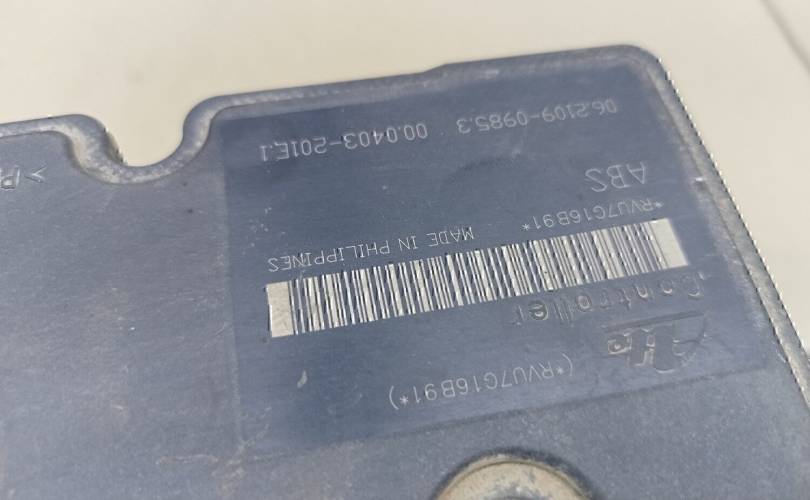 (*RVU7G16B91*)
Controller
MADE IN PHILIPPINES
*RVU7G16B91*
ABS
00.0403-201E.1
06.2109-0985.3